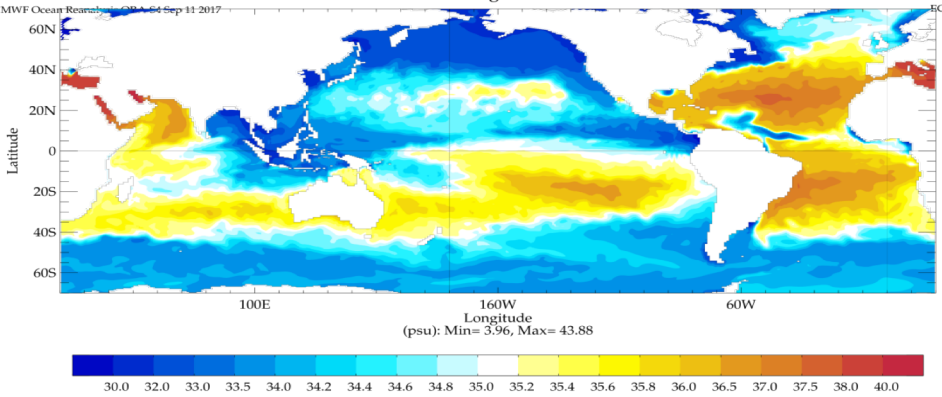 MWF Ocean Reanalysis ORA-S4 Sep 11 2017
EC
60N
40N
20N
0
20S
40S
60S
Latitude
100E 160W 60W
Longitude
(psu): Min= 3.96, Max= 43.88
30.0 32.0 33.0 33.5 34.0 34.2 34.4 34.6 34.8 35.0 35.2 35.4 35.6 35.8 36.0 36.5 37.0 37.5 38.0 40.0